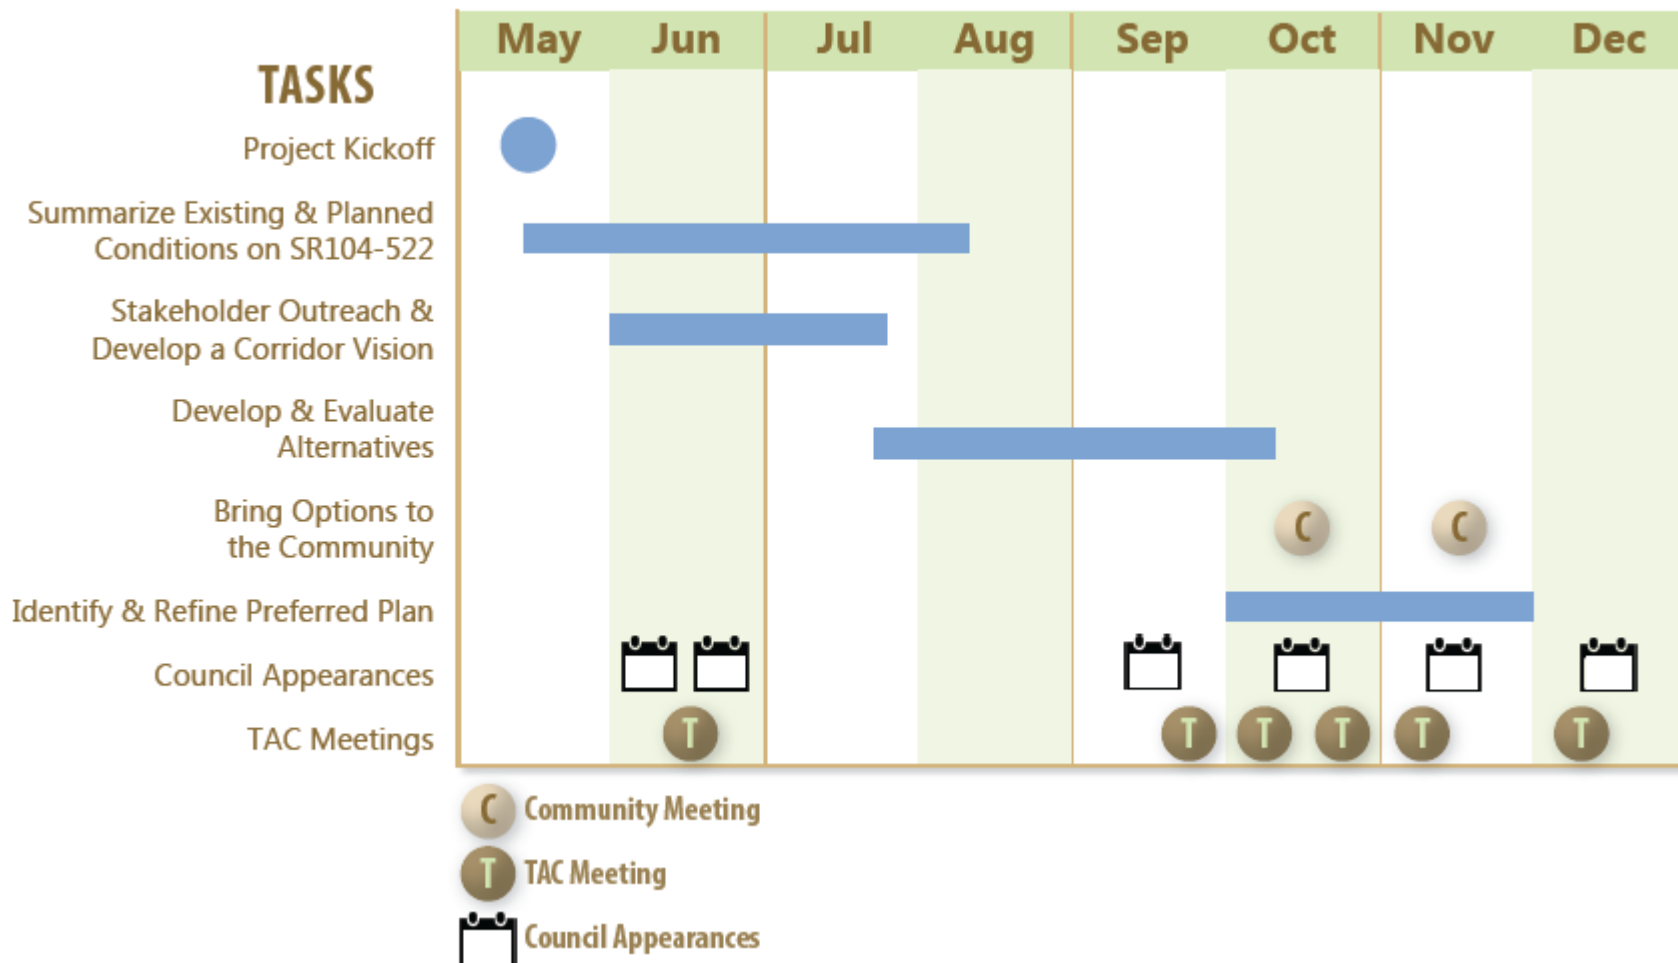 May Jun Jul Aug Sep Oct Nov Dec
TASKS
Project Kickoff
Summarize Existing & Planned
Conditions on SR104-522
Stakeholder Outreach &
Develop a Corridor Vision
Develop & Evaluate
Alternatives
Bring Options to
the Community
C C
Identify & Refine Preferred Plan
Council Appearances
TAC Meetings
T T T T T T
C Community Meeting
T TAC Meeting
Council Appearances